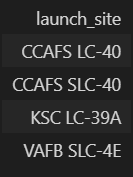 launch_site
CCAFS LC-40
CCAFS SLC-40
KSC LC-39A
VAFB SLC-4E